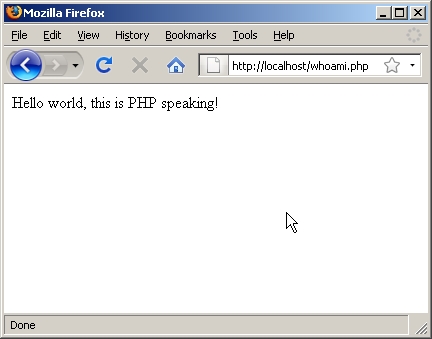 Mozilla Firefox
File Edit View History Bookmarks Tools Help
http://localhost/whoami.php
Hello world, this is PHP speaking!
Done